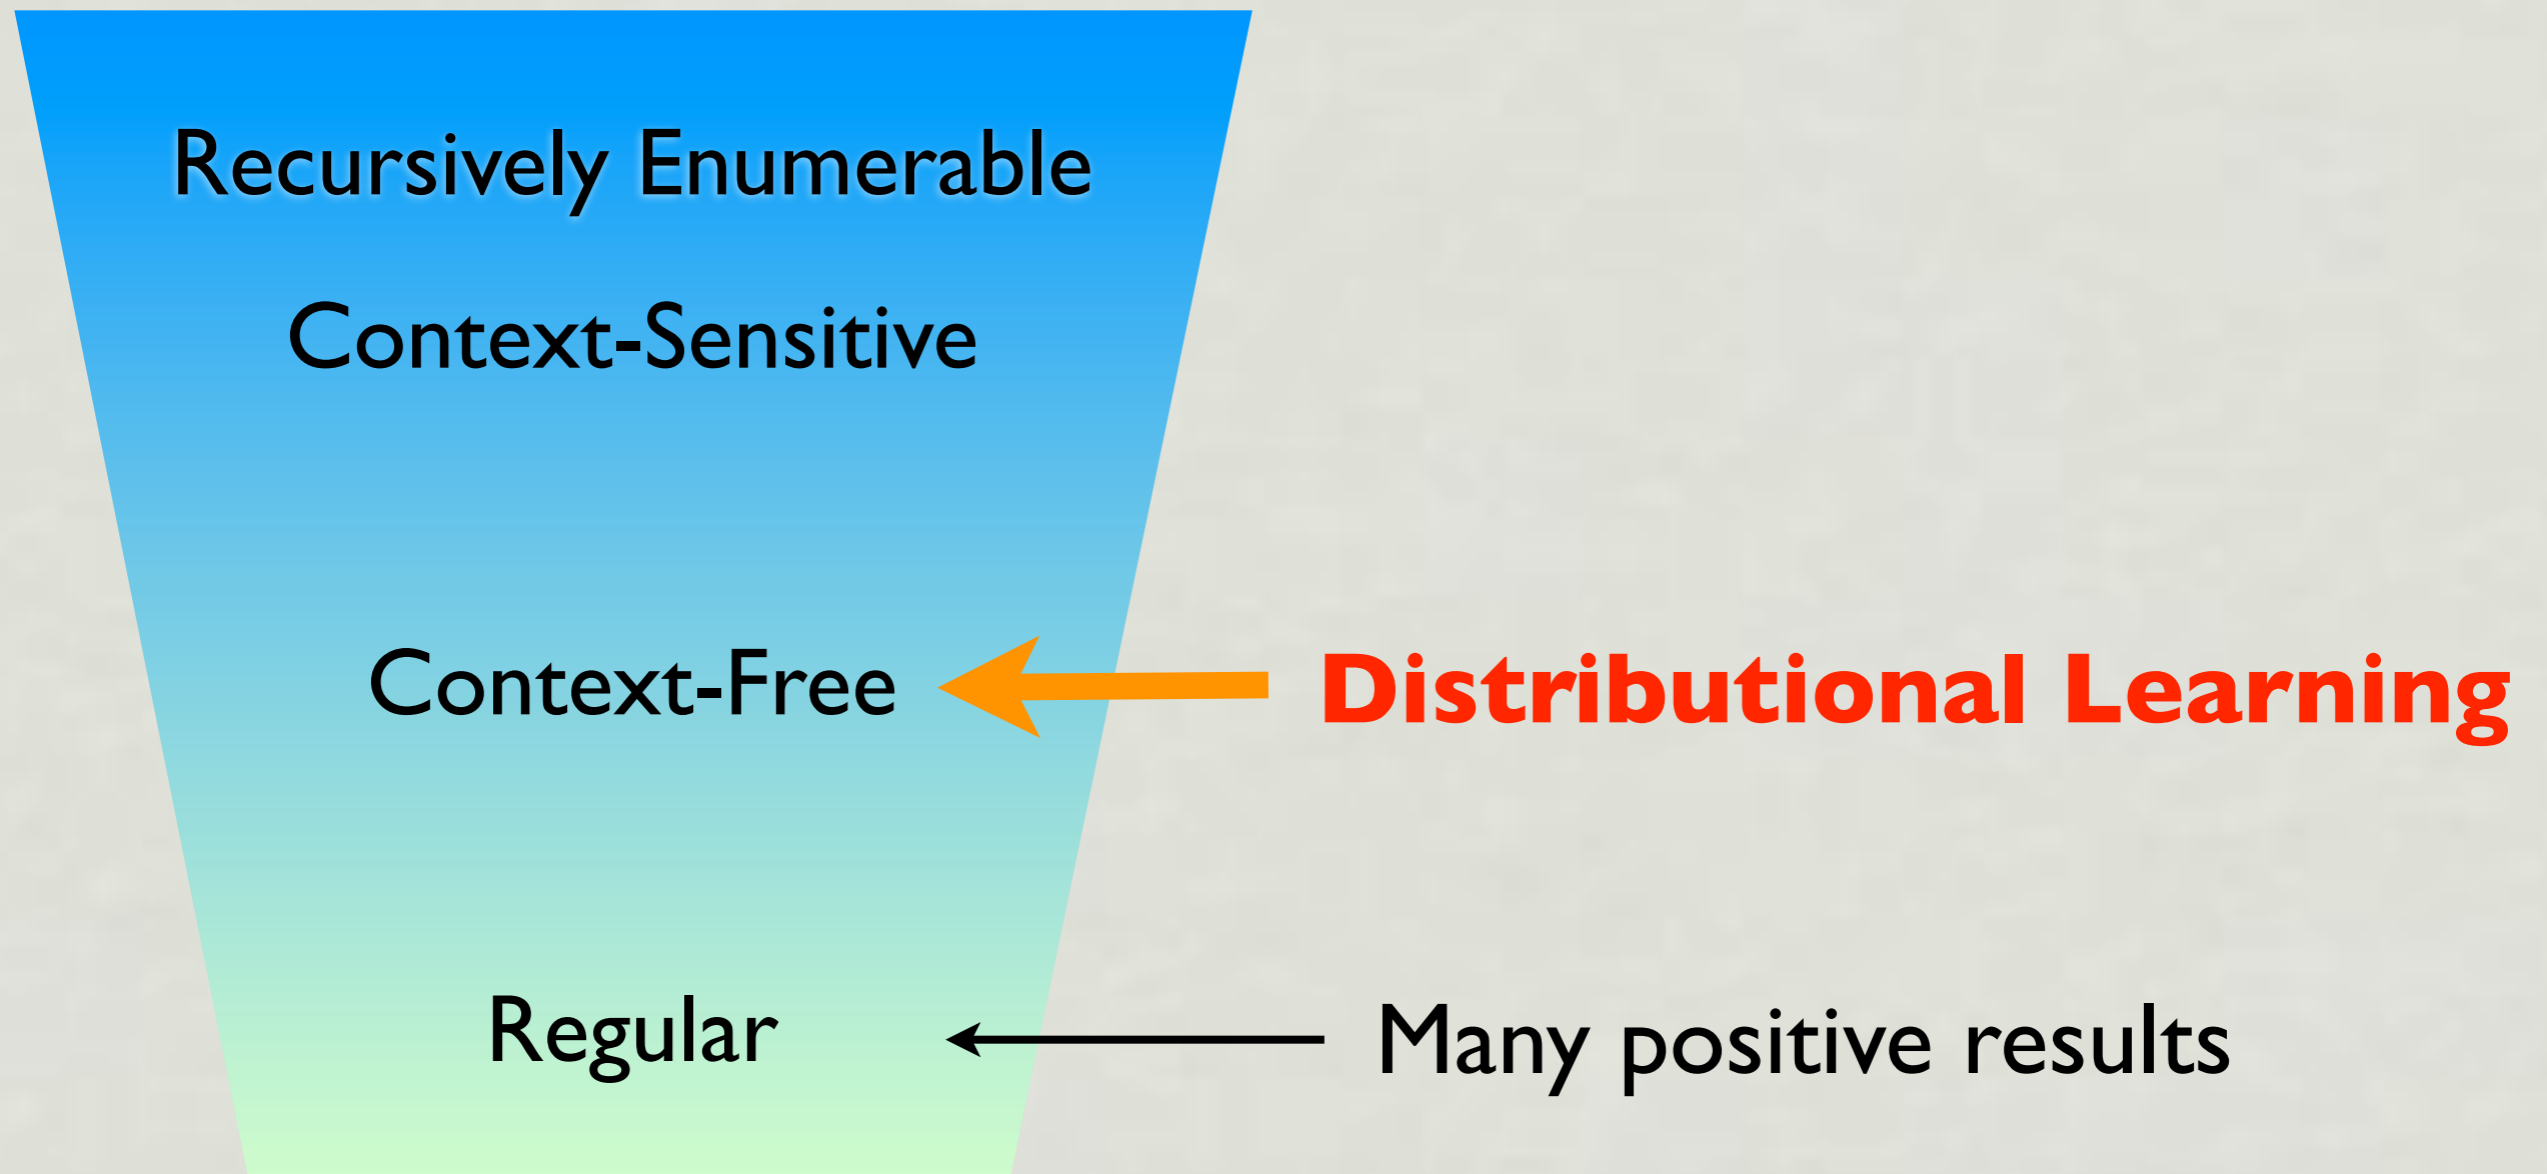 Recursively Enumerable
Context-Sensitive
Context-Free
Distributional Learning
Regular
Many positive results